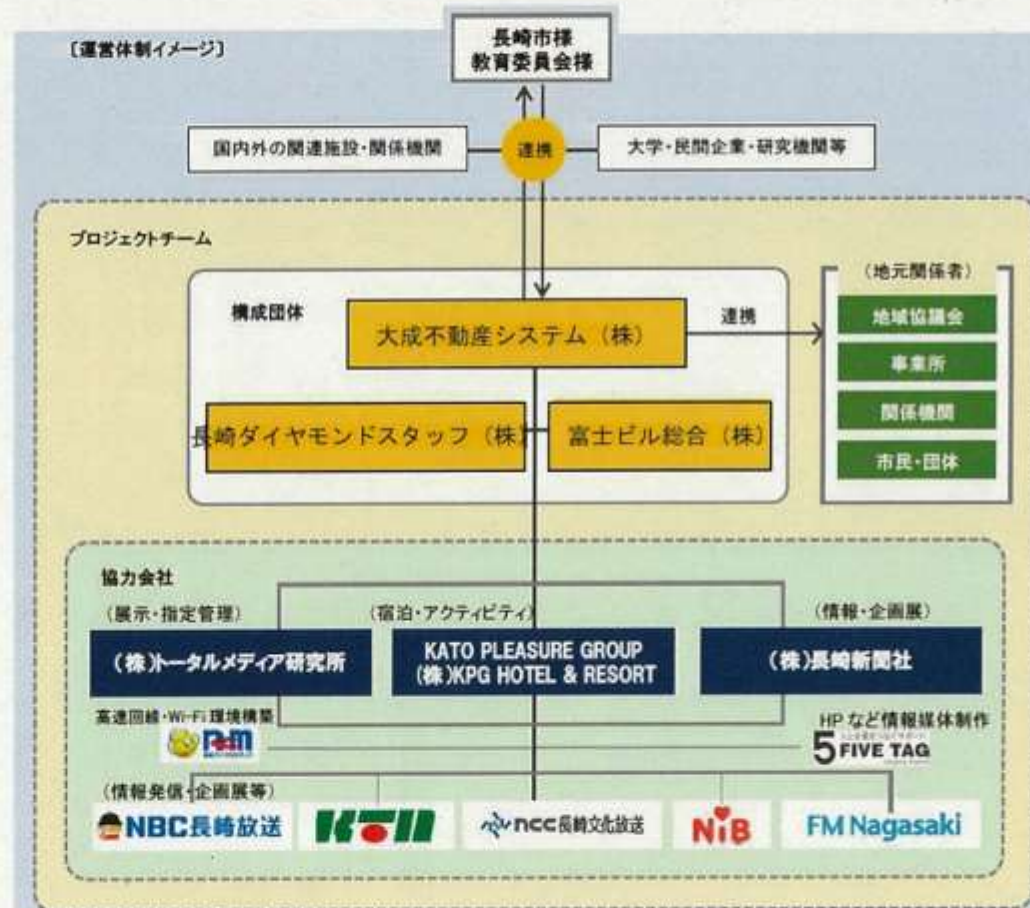 〔運営体制イメージ〕
長崎市様
教育委員会様
国内外の関連施設・関係機関
連携
大学・民間企業・研究機関等
プロジェクトチーム
構成団体
大成不動産システム（株）
連携
（地元関係者）
地域協議会
事業所
関係機関
市民・団体
長崎ダイヤモンドスタッフ（株）
富士ビル総合（株）
協力会社
（展示・指定管理）
（宿泊・アクティビティ）
（情報・企画展）
（株）トータルメディア研究所
KATO PLEASURE GROUP
（株）KPG HOTEL & RESORT
（株）長崎新聞社
高速回線・Wi-Fi環境構築
HPなど情報媒体制作
5 FIVE TAG
（情報発信・企画展等）
NBC長崎放送
KTN
ncc長崎文化放送
NiB
FM Nagasaki